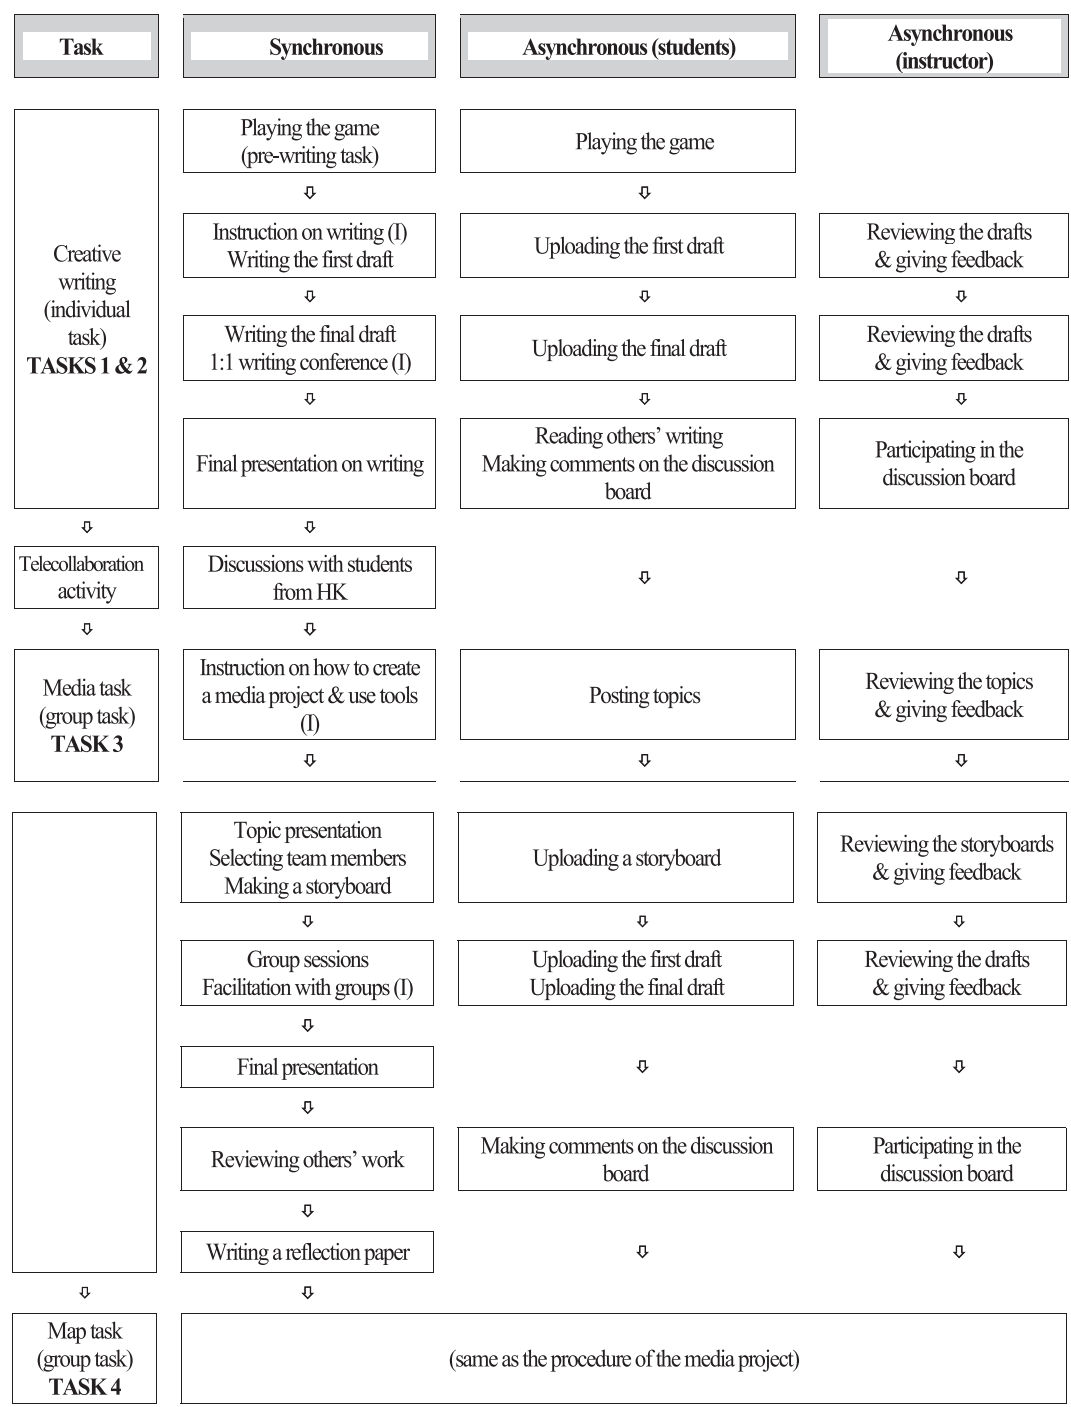 Task
Synchronous
Asynchronous (students)
Asynchronous
(instructor)
Creative
writing
(individual
task)
TASKS 1 & 2
Playing the game
(pre-writing task)
Playing the game
⇩
⇩
Instruction on writing (I)
Writing the first draft
Uploading the first draft
Reviewing the drafts
& giving feedback
⇩
⇩
⇩
Writing the final draft
1:1 writing conference (I)
Uploading the final draft
Reviewing the drafts
& giving feedback
⇩
⇩
⇩
Final presentation on writing
Reading others’ writing
Making comments on the discussion
board
Participating in the
discussion board
⇩
⇩
Telecollaboration
activity
Discussions with students
from HK
⇩
⇩
⇩
⇩
Media task
(group task)
TASK 3
Instruction on how to create
a media project & use tools
(I)
Posting topics
Reviewing the topics
& giving feedback
⇩
⇩
⇩
Topic presentation
Selecting team members
Making a storyboard
Uploading a storyboard
Reviewing the storyboards
& giving feedback
⇩
⇩
⇩
Group sessions
Facilitation with groups (I)
Uploading the first draft
Uploading the final draft
Reviewing the drafts
& giving feedback
⇩
Final presentation
⇩
⇩
⇩
Reviewing others’ work
Making comments on the discussion
board
Participating in the
discussion board
⇩
Writing a reflection paper
⇩
⇩
⇩
⇩
Map task
(group task)
TASK 4
(same as the procedure of the media project)